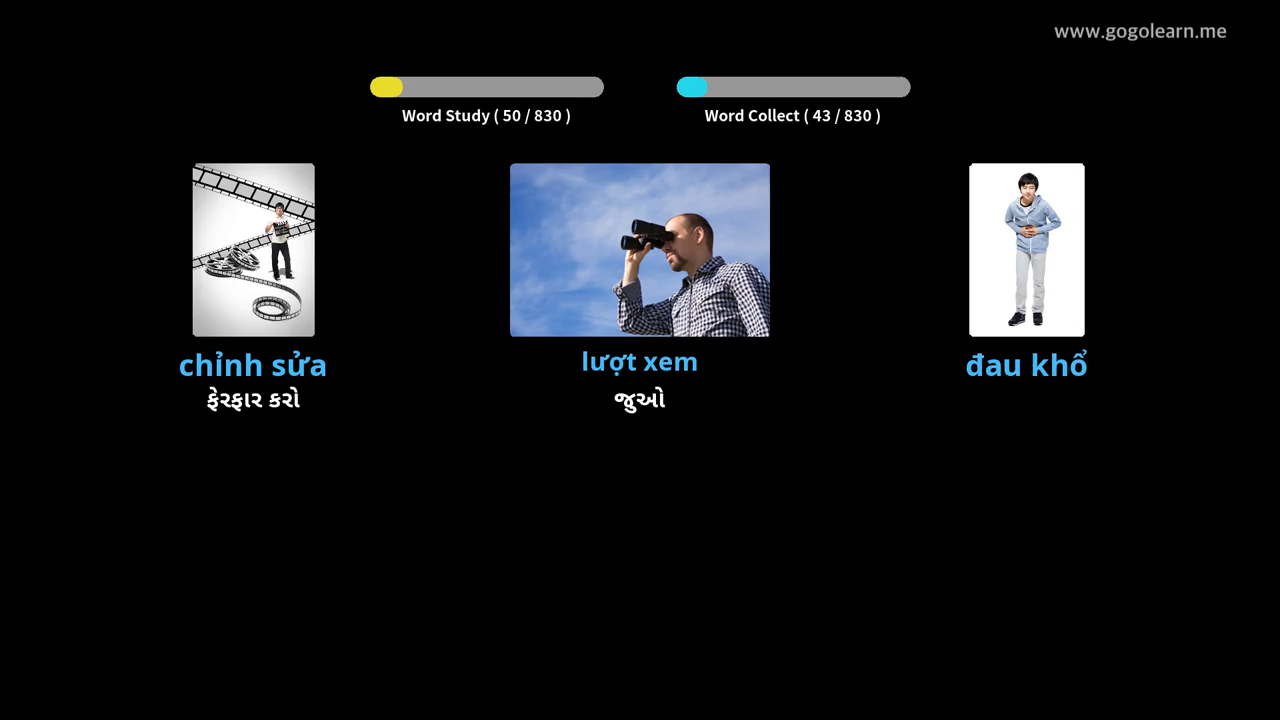 www.gogolearn.me
Word Study ( 50 / 830 )
Word Collect ( 43 / 830 )
chỉnh sửa
ફેરફાર કરો
lượt xem
જુઓ
đau khổ